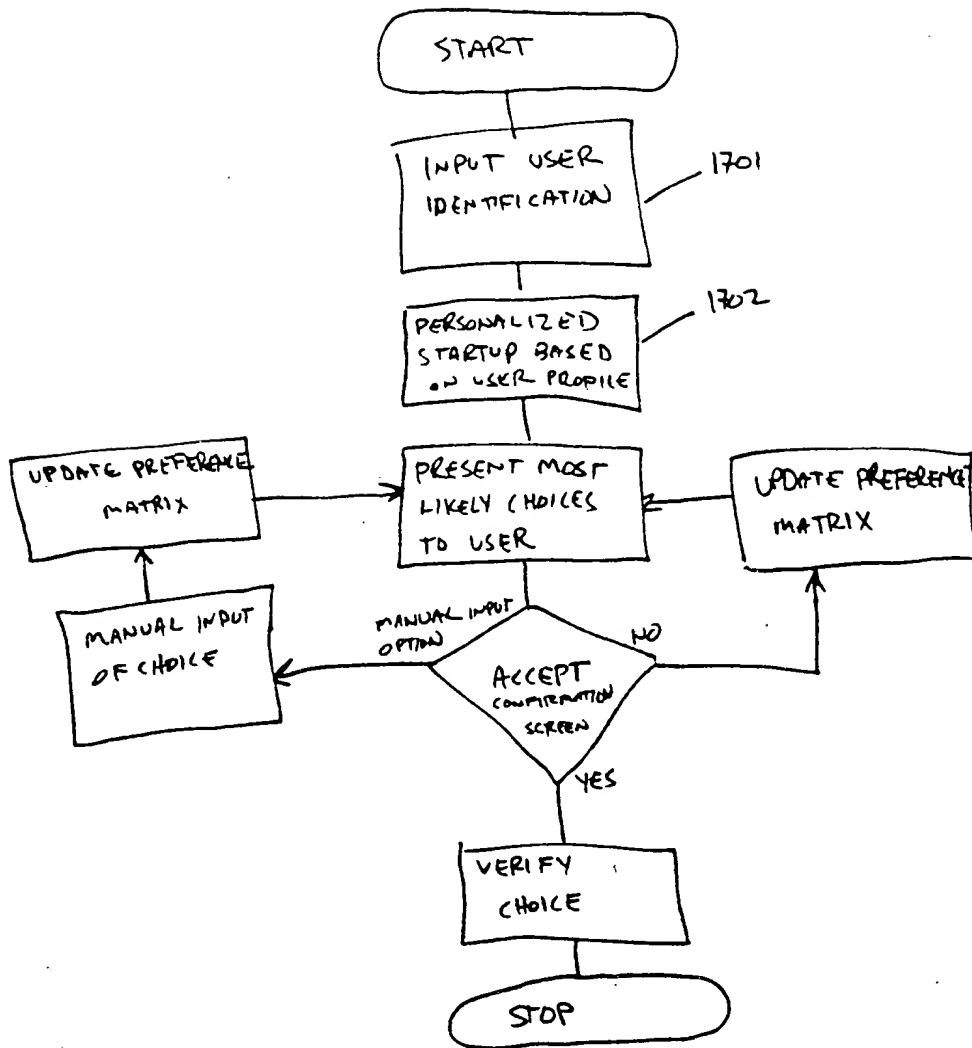 START
INPUT USER
IDENTIFICATION
1701
1702
PERSONALIZED
STARTUP BASED
ON USER PROFILE
UPDATE PREFERENCE
MATRIX
PRESENT MOST
LIKELY CHOICES
TO USER
UPDATE PREFERENCE
MATRIX
MANUAL INPUT
OF CHOICE
MANUAL INPUT
OPTION
NO
ACCEPT
CONFIRMATION
SCREEN
YES
VERIFY
CHOICE
STOP